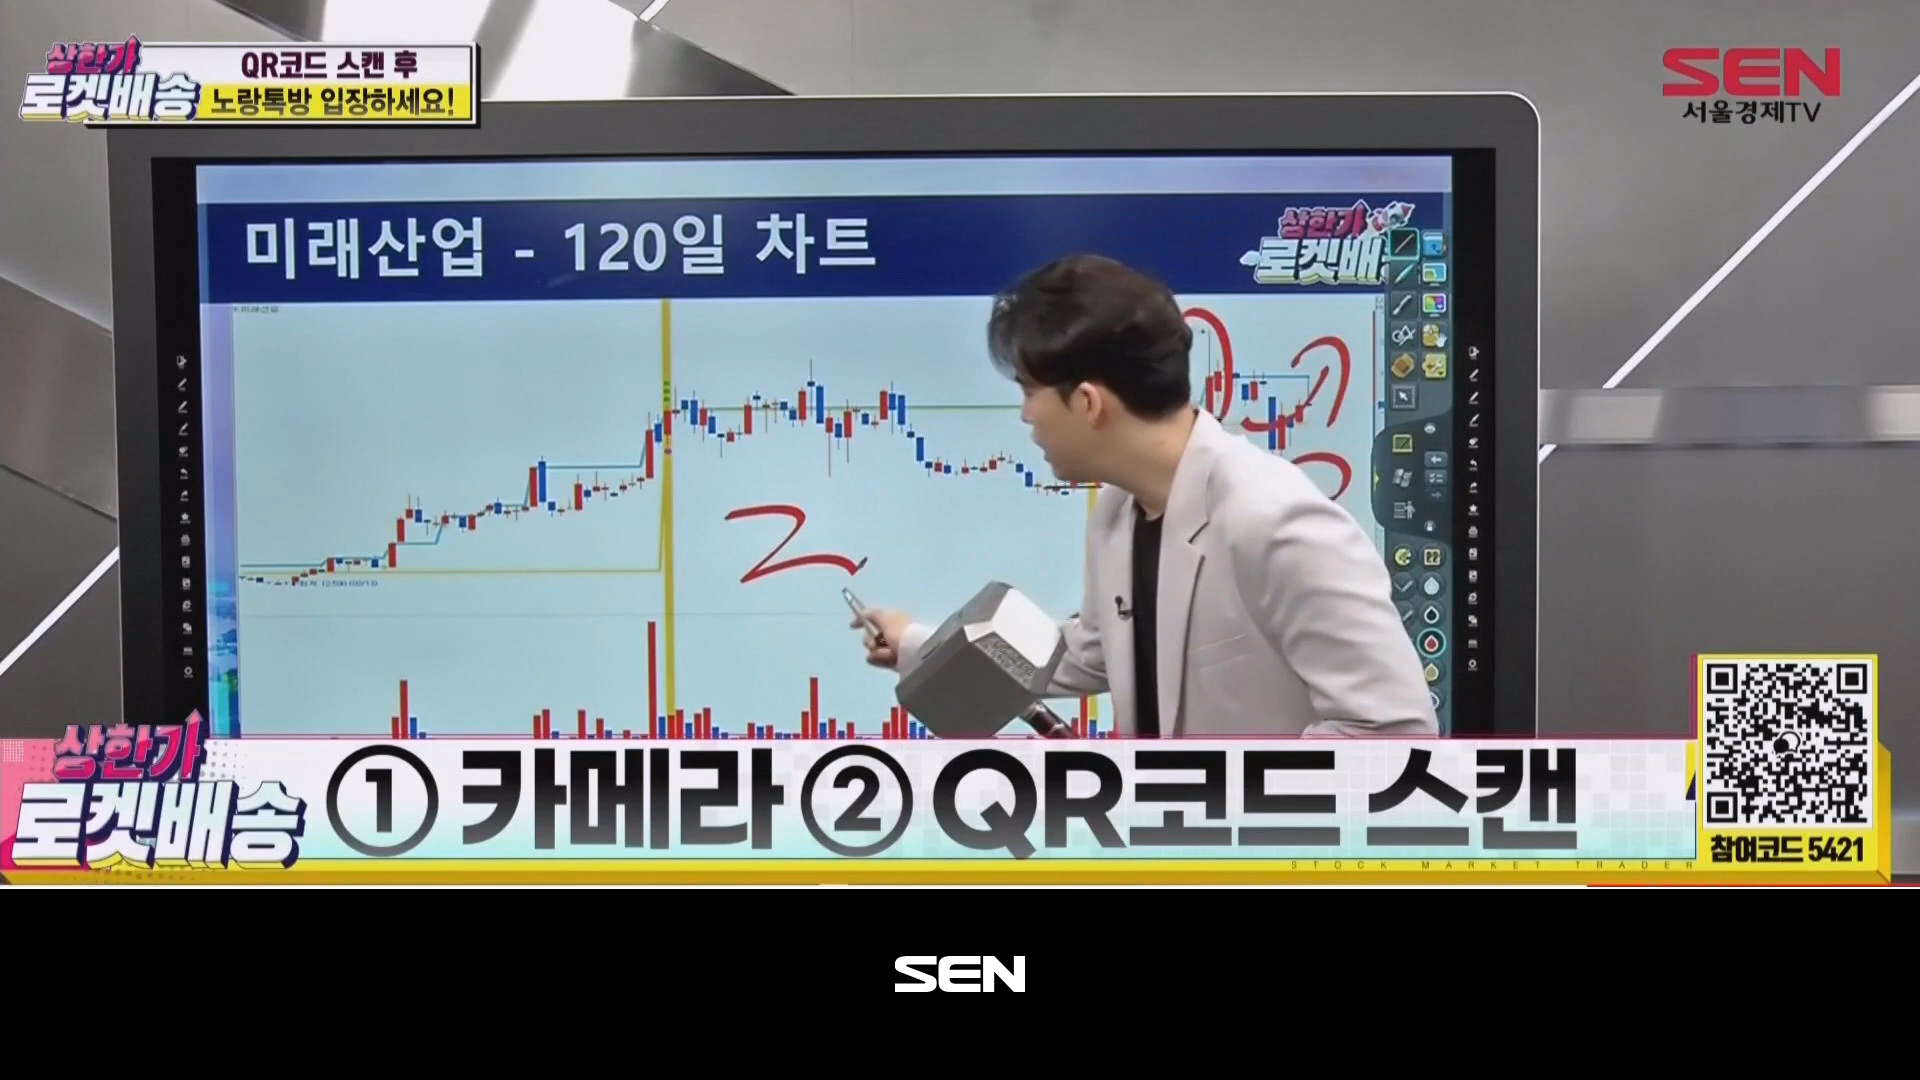 상한가
로켓배송
QR코드 스캔 후
노랑톡방 입장하세요!
SEN
서울경제TV
미래산업 - 120일 차트
상한가
로켓배
2
상한가
로켓배송
① 카메라 ② QR코드 스캔
STOCK MARKET TRADER
참여코드 5421
SEN